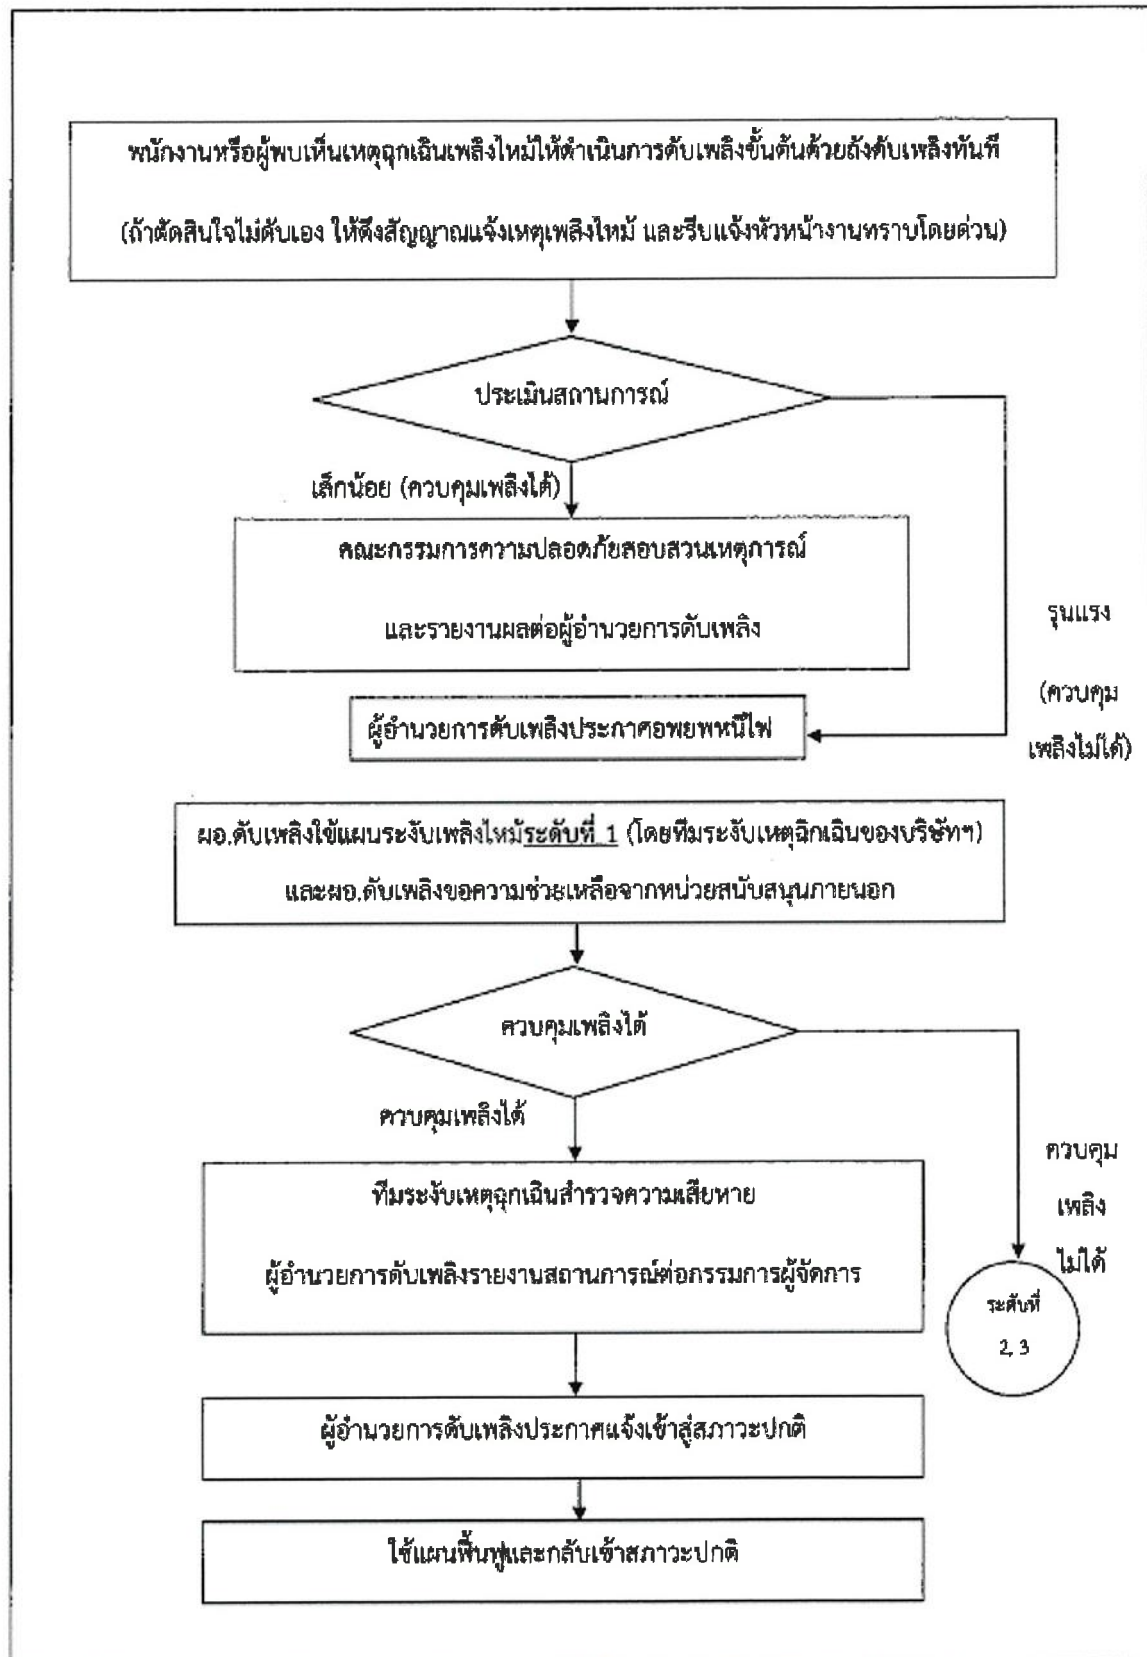 พนักงานหรือผู้พบเห็นเหตุฉุกเฉินเพลิงไหม้ให้ดำเนินการดับเพลิงขั้นต้นด้วยถังดับเพลิงทันที
(ถ้าตัดสินใจไม่ดับเอง ให้ดึงสัญญาณแจ้งเหตุเพลิงไหม้ และรีบแจ้งหัวหน้างานทราบโดยด่วน)
ประเมินสถานการณ์
เล็กน้อย (ควบคุมเพลิงได้)
คณะกรรมการความปลอดภัยสอบสวนเหตุการณ์
และรายงานผลต่อผู้อำนวยการดับเพลิง
รุนแรง
(ควบคุม
เพลิงไม่ได้)
ผู้อำนวยการดับเพลิงประกาศอพยพหนีไฟ
ผอ.ดับเพลิงใช้แผนระงับเพลิงไหม้ระดับที่ 1 (โดยทีมระงับเหตุฉุกเฉินของบริษัทฯ)
และผอ.ดับเพลิงขอความช่วยเหลือจากหน่วยสนับสนุนภายนอก
ควบคุมเพลิงได้
ควบคุมเพลิงได้
ควบคุม
เพลิง
ไม่ได้
ทีมระงับเหตุฉุกเฉินสำรวจความเสียหาย
ผู้อำนวยการดับเพลิงรายงานสถานการณ์ต่อกรรมการผู้จัดการ
ระดับที่
2, 3
ผู้อำนวยการดับเพลิงประกาศแจ้งเข้าสู่สภาวะปกติ
ใช้แผนฟื้นฟูและกลับเข้าสภาวะปกติ